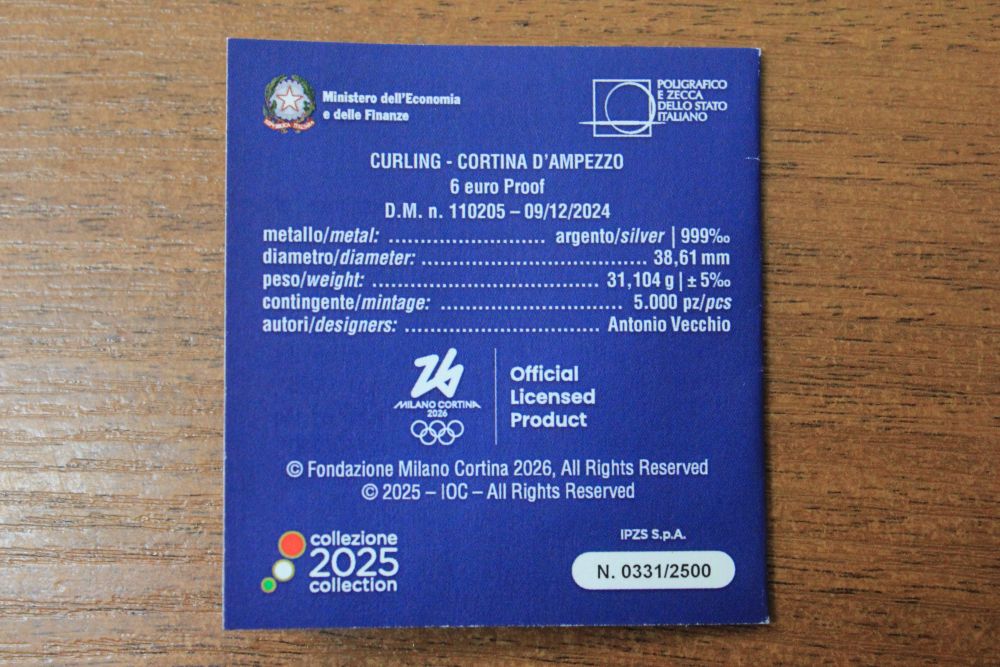 Ministero dell'Economia
e delle Finanze
REPVBBLICA ITALIANA
POLIGRAFICO
E ZECCA
DELLO STATO
ITALIANO
CURLING - CORTINA D'AMPEZZO
6 euro Proof
D.M. n. 110205 – 09/12/2024
metallo/metal: ........................ argento/silver | 999‰
diametro/diameter: ...................................... 38,61 mm
peso/weight: ...................................... 31,104 g | ± 5‰
contingente/mintage: .............................. 5.000 pz/pcs
autori/designers: ................................ Antonio Vecchio
26
MILANO CORTINA
2026
Official
Licensed
Product
© Fondazione Milano Cortina 2026, All Rights Reserved
© 2025 – IOC – All Rights Reserved
collezione
2025
collection
IPZS S.p.A.
N. 0331/2500